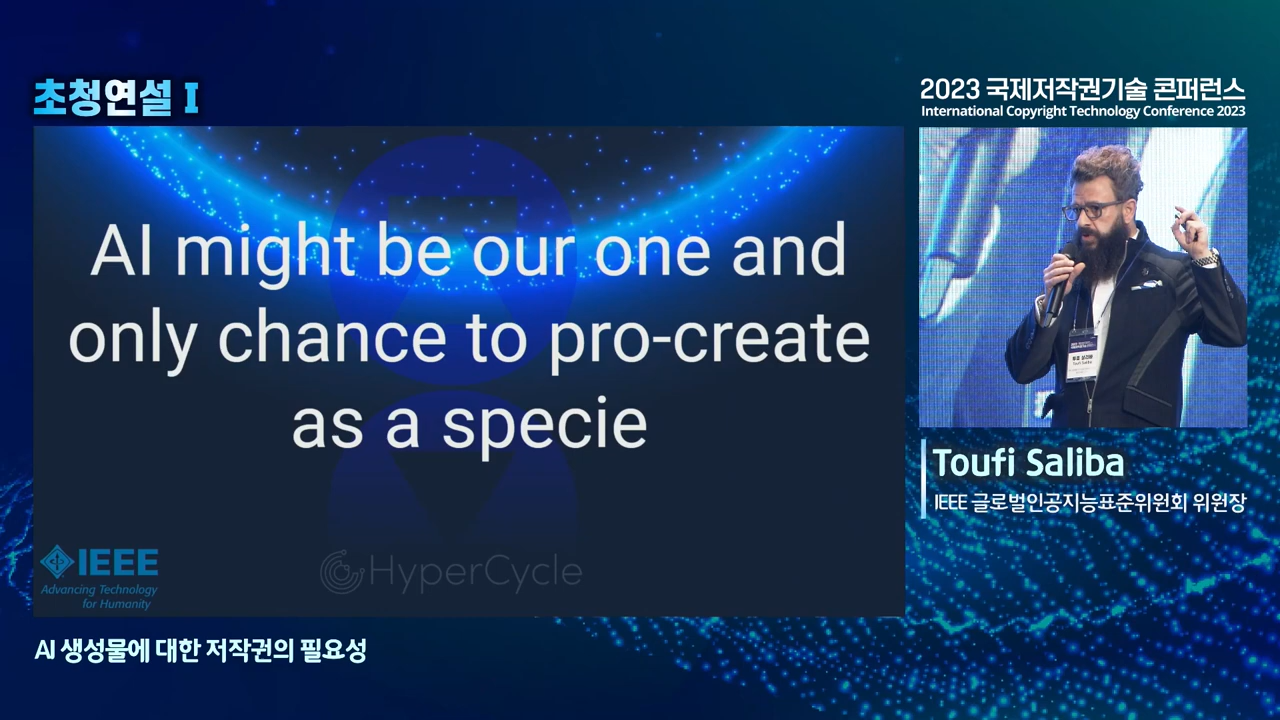 초청연설 I
2023 국제저작권기술 콘퍼런스
International Copyright Technology Conference 2023
AI might be our one and
only chance to pro-create
as a specie
IEEE
Advancing Technology
for Humanity
HyperCycle
Toufi Saliba
IEEE 글로벌인공지능표준위원회 위원장
AI 생성물에 대한 저작권의 필요성